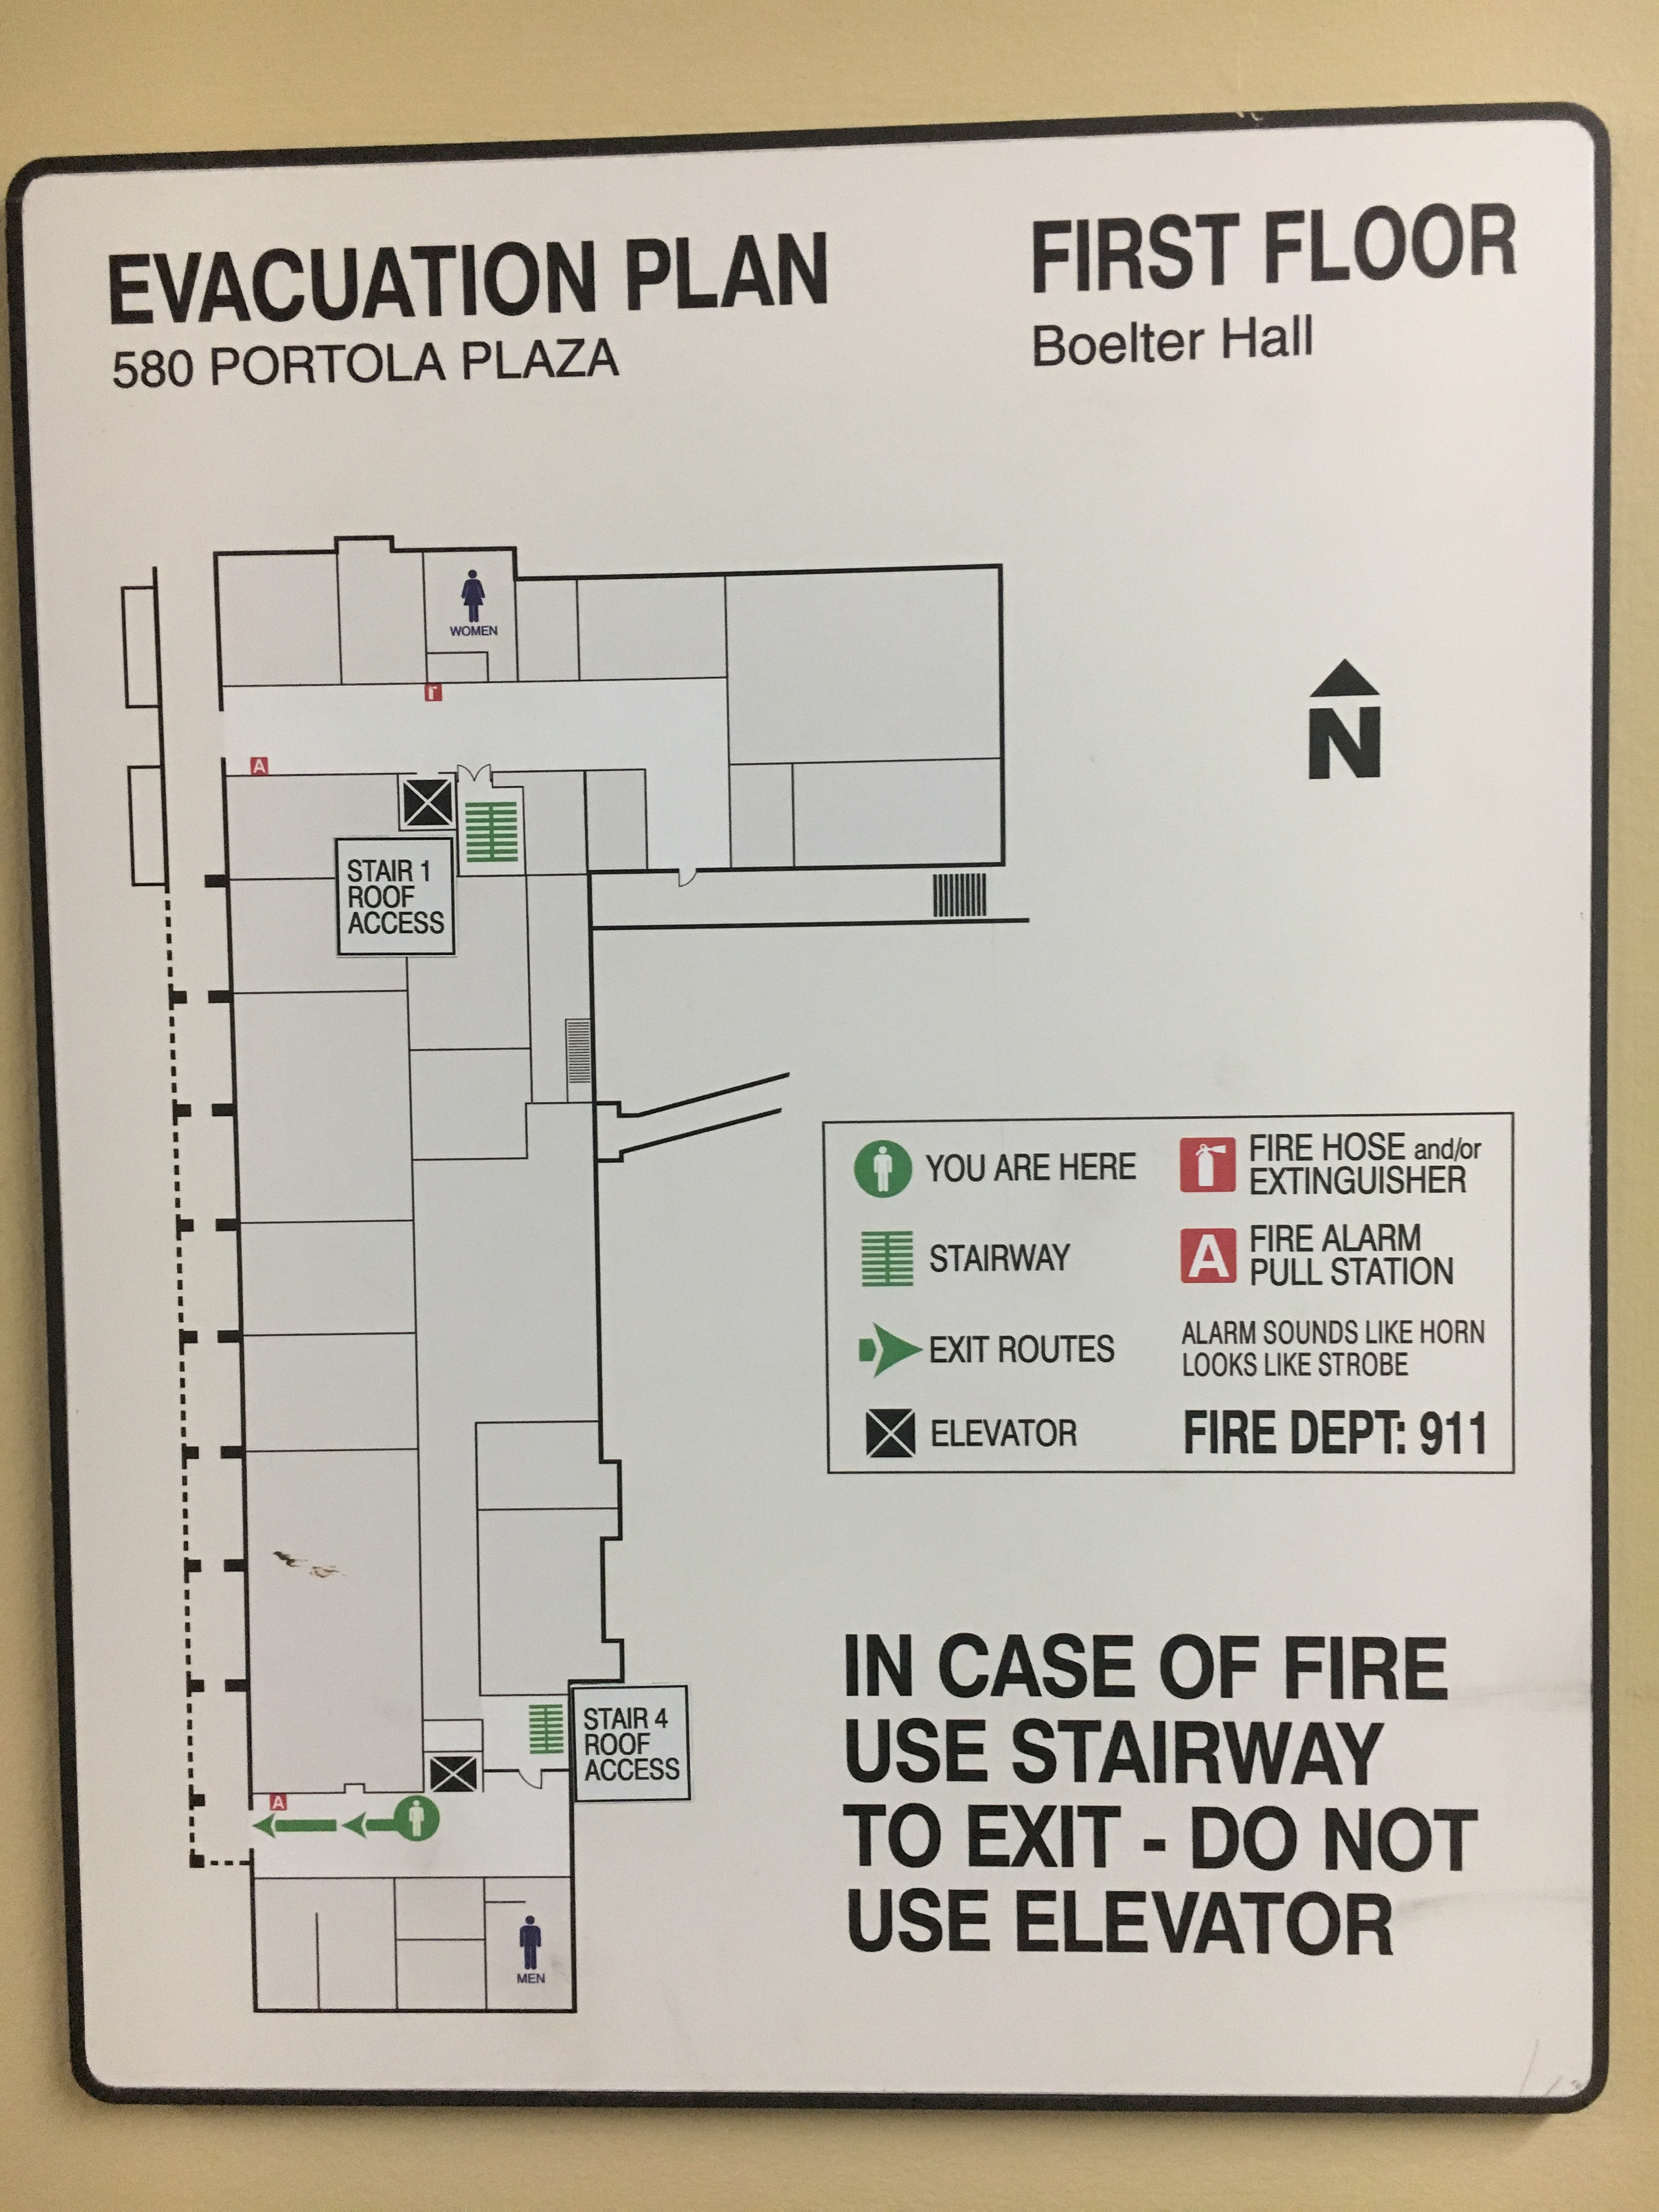 EVACUATION PLAN
580 PORTOLA PLAZA
FIRST FLOOR
Boelter Hall
WOMEN
N
A
STAIR 1
ROOF
ACCESS
YOU ARE HERE
STAIRWAY
EXIT ROUTES
ELEVATOR
FIRE HOSE and/or
EXTINGUISHER
A
FIRE ALARM
PULL STATION
ALARM SOUNDS LIKE HORN
LOOKS LIKE STROBE
FIRE DEPT: 911
STAIR 4
ROOF
ACCESS
A
MEN
IN CASE OF FIRE
USE STAIRWAY
TO EXIT - DO NOT
USE ELEVATOR